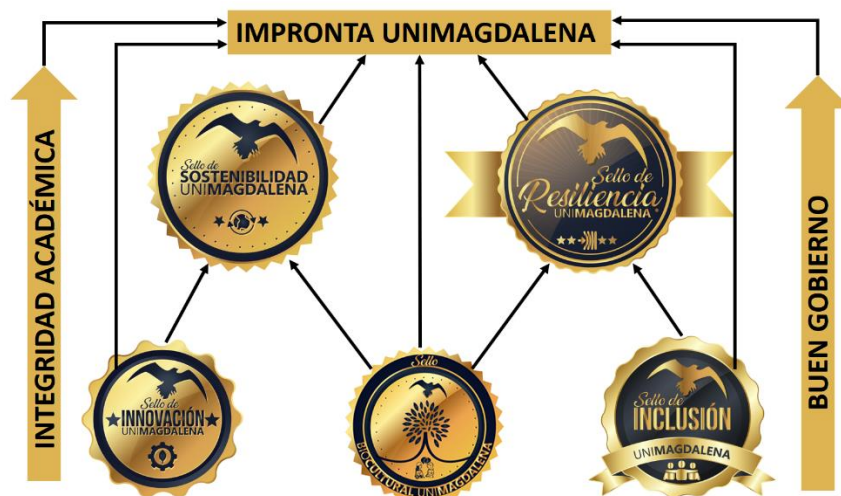 IMPRONTA UNIMAGDALENA
INTEGRIDAD ACADÉMICA
BUEN GOBIERNO
Sello de
SOSTENIBILIDAD
UNIMAGDALENA
Sello de
Resiliencia
UNIMAGDALENA
Sello de
INNOVACIÓN
UNIMAGDALENA
Sello
BIOCULTURAL UNIMAGDALENA
Sello de
INCLUSIÓN
UNIMAGDALENA